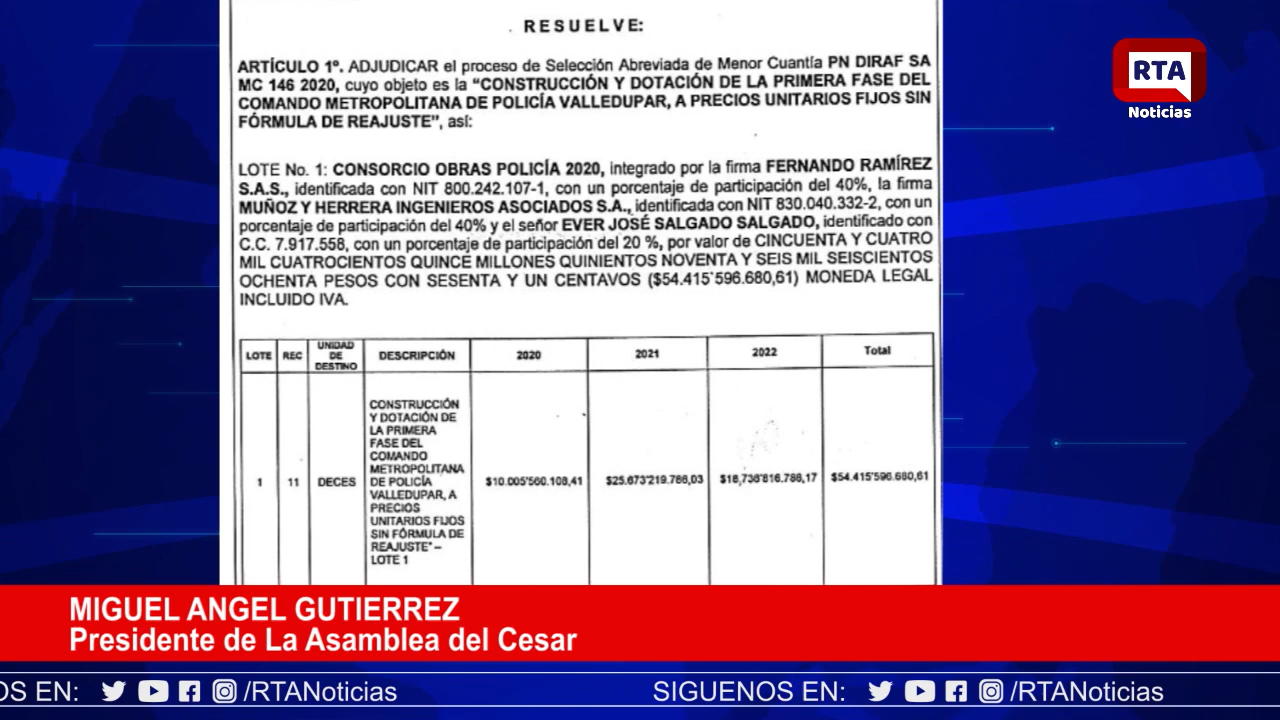 RESUELVE:
ARTÍCULO 1º. ADJUDICAR el proceso de Selección Abreviada de Menor Cuantía PN DIRAF SA
MC 146 2020, cuyo objeto es la “CONSTRUCCIÓN Y DOTACIÓN DE LA PRIMERA FASE DEL
COMANDO METROPOLITANA DE POLICÍA VALLEDUPAR, A PRECIOS UNITARIOS FIJOS SIN
FÓRMULA DE REAJUSTE”, así:
LOTE No. 1: CONSORCIO OBRAS POLICÍA 2020, integrado por la firma FERNANDO RAMÍREZ
S.A.S., identificada con NIT 800.242.107-1, con un porcentaje de participación del 40%, la firma
MUÑOZ Y HERRERA INGENIEROS ASOCIADOS S.A., identificada con NIT 830.040.332-2, con un
porcentaje de participación del 40% y el señor EVER JOSÉ SALGADO SALGADO, identificado con
C.C. 7.917.558, con un porcentaje de participación del 20 %, por valor de CINCUENTA Y CUATRO
MIL CUATROCIENTOS QUINCE MILLONES QUINIENTOS NOVENTA Y SEIS MIL SEISCIENTOS
OCHENTA PESOS CON SESENTA Y UN CENTAVOS ($54.415'596.680,61) MONEDA LEGAL
INCLUIDO IVA.
LOTE REC UNIDAD DE DESTINO DESCRIPCIÓN 2020 2021 2022 Total
CONSTRUCCIÓN
Y DOTACIÓN DE
LA PRIMERA
FASE DEL
COMANDO
METROPOLITANA
1 11 DECES DE POLICÍA $10.005'560.108,41 $25.673'219.786,03 $18,736'816.786,17 $54.415'596.680,61
VALLEDUPAR, A
PRECIOS
UNITARIOS FIJOS
SIN FÓRMULA DE
REAJUSTE” –
LOTE 1
RTA
Noticias
MIGUEL ANGEL GUTIERREZ
Presidente de La Asamblea del Cesar
OS EN: /RTANoticias SIGUENOS EN: /RTANoticias